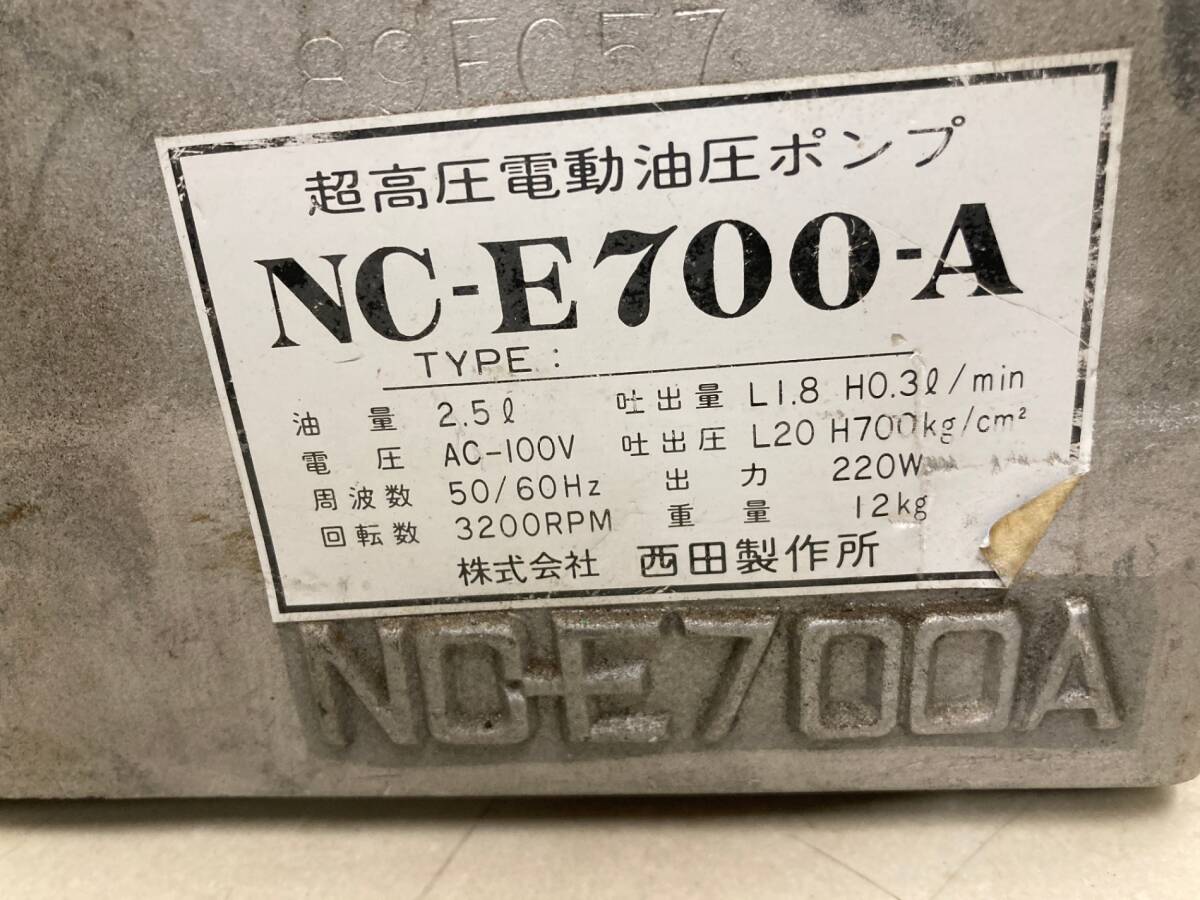 超高圧電動油圧ポンプ
NC-E700-A
TYPE :
油量 2.5ℓ 吐出量 L1.8 H0.3ℓ/min
電圧 AC-100V 吐出圧 L20 H700kg/cm²
周波数 50/60Hz 出力 220W
回転数 3200RPM 重量 12kg
株式会社 西田製作所
NC-E700A